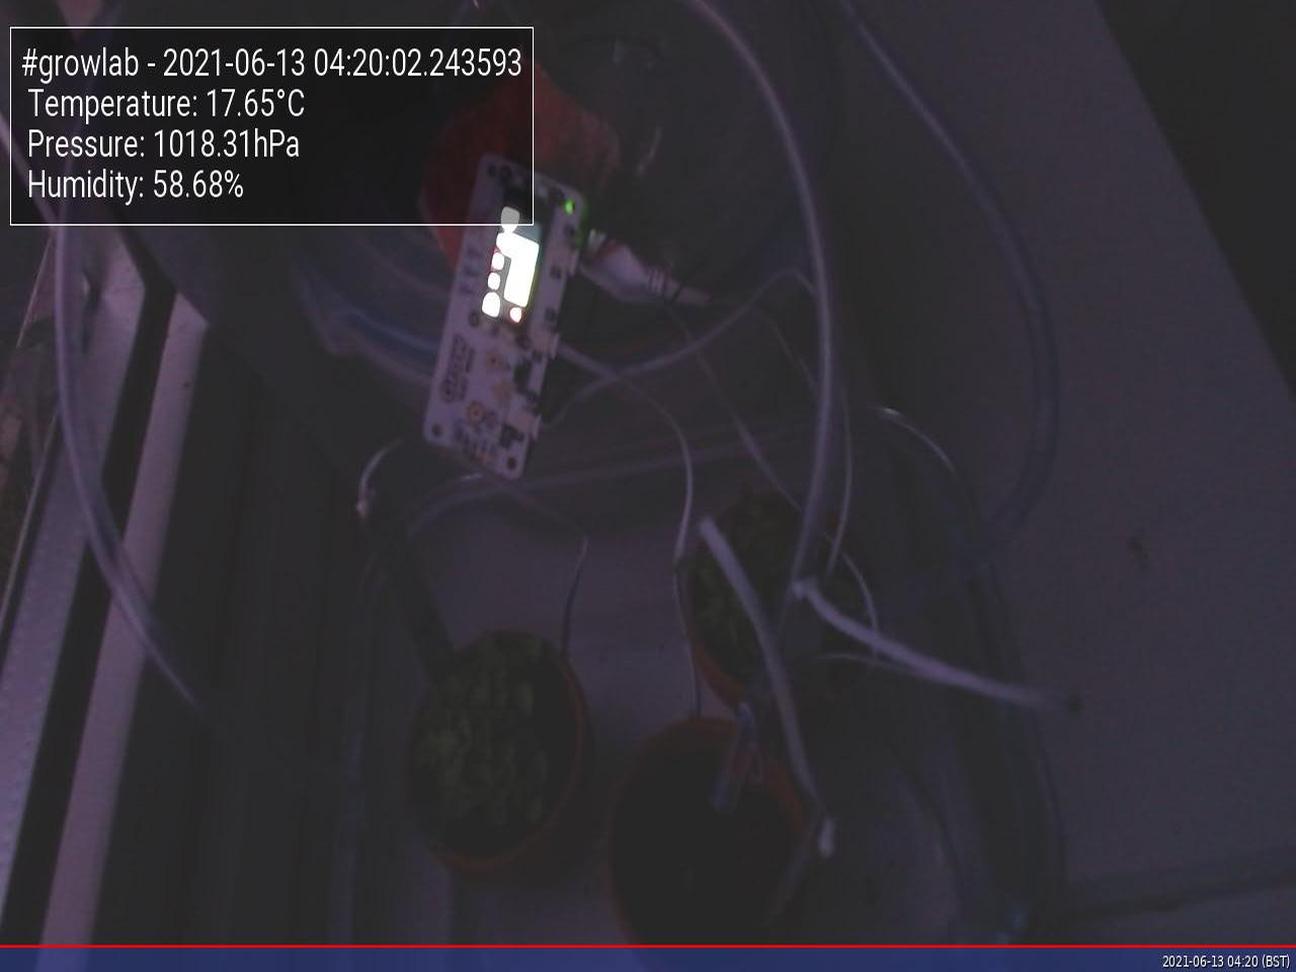 #growlab - 2021-06-13 04:20:02.243593
Temperature: 17.65°C
Pressure: 1018.31hPa
Humidity: 58.68%
2021-06-13 04:20 (BST)